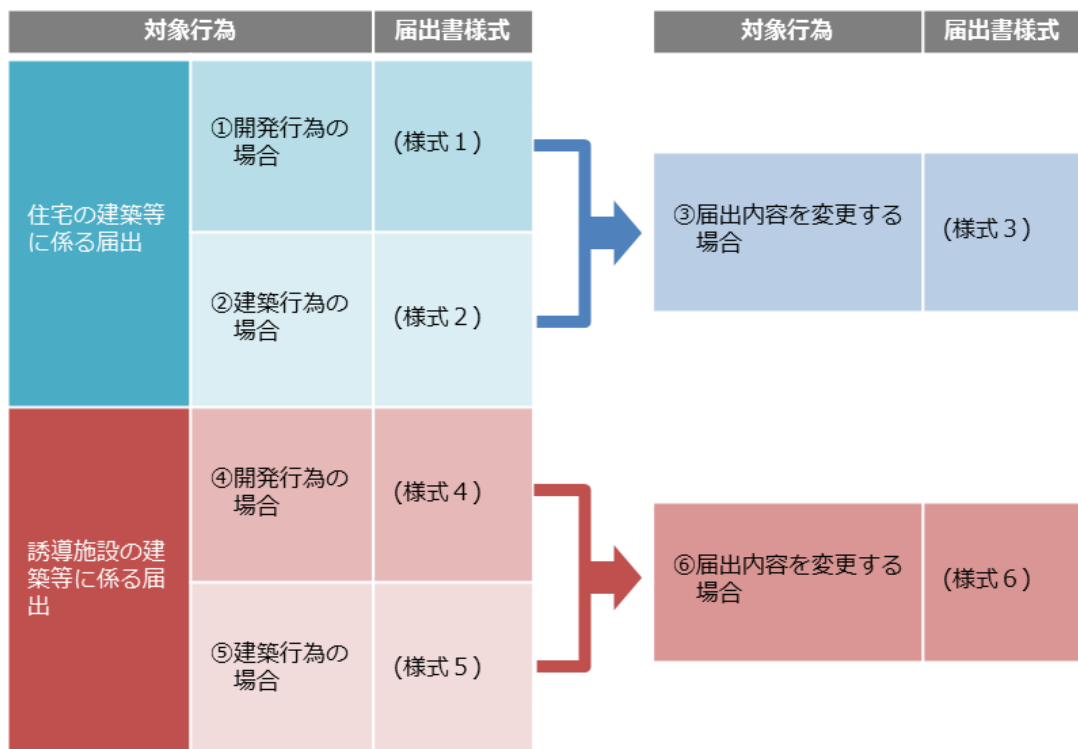 対象行為
届出書様式
住宅の建築等
に係る届出
①開発行為の
場合
(様式１)
②建築行為の
場合
(様式２)
誘導施設の建
築等に係る届
出
④開発行為の
場合
(様式４)
⑤建築行為の
場合
(様式５)
対象行為
届出書様式
③届出内容を変更する
場合
(様式３)
⑥届出内容を変更する
場合
(様式６)